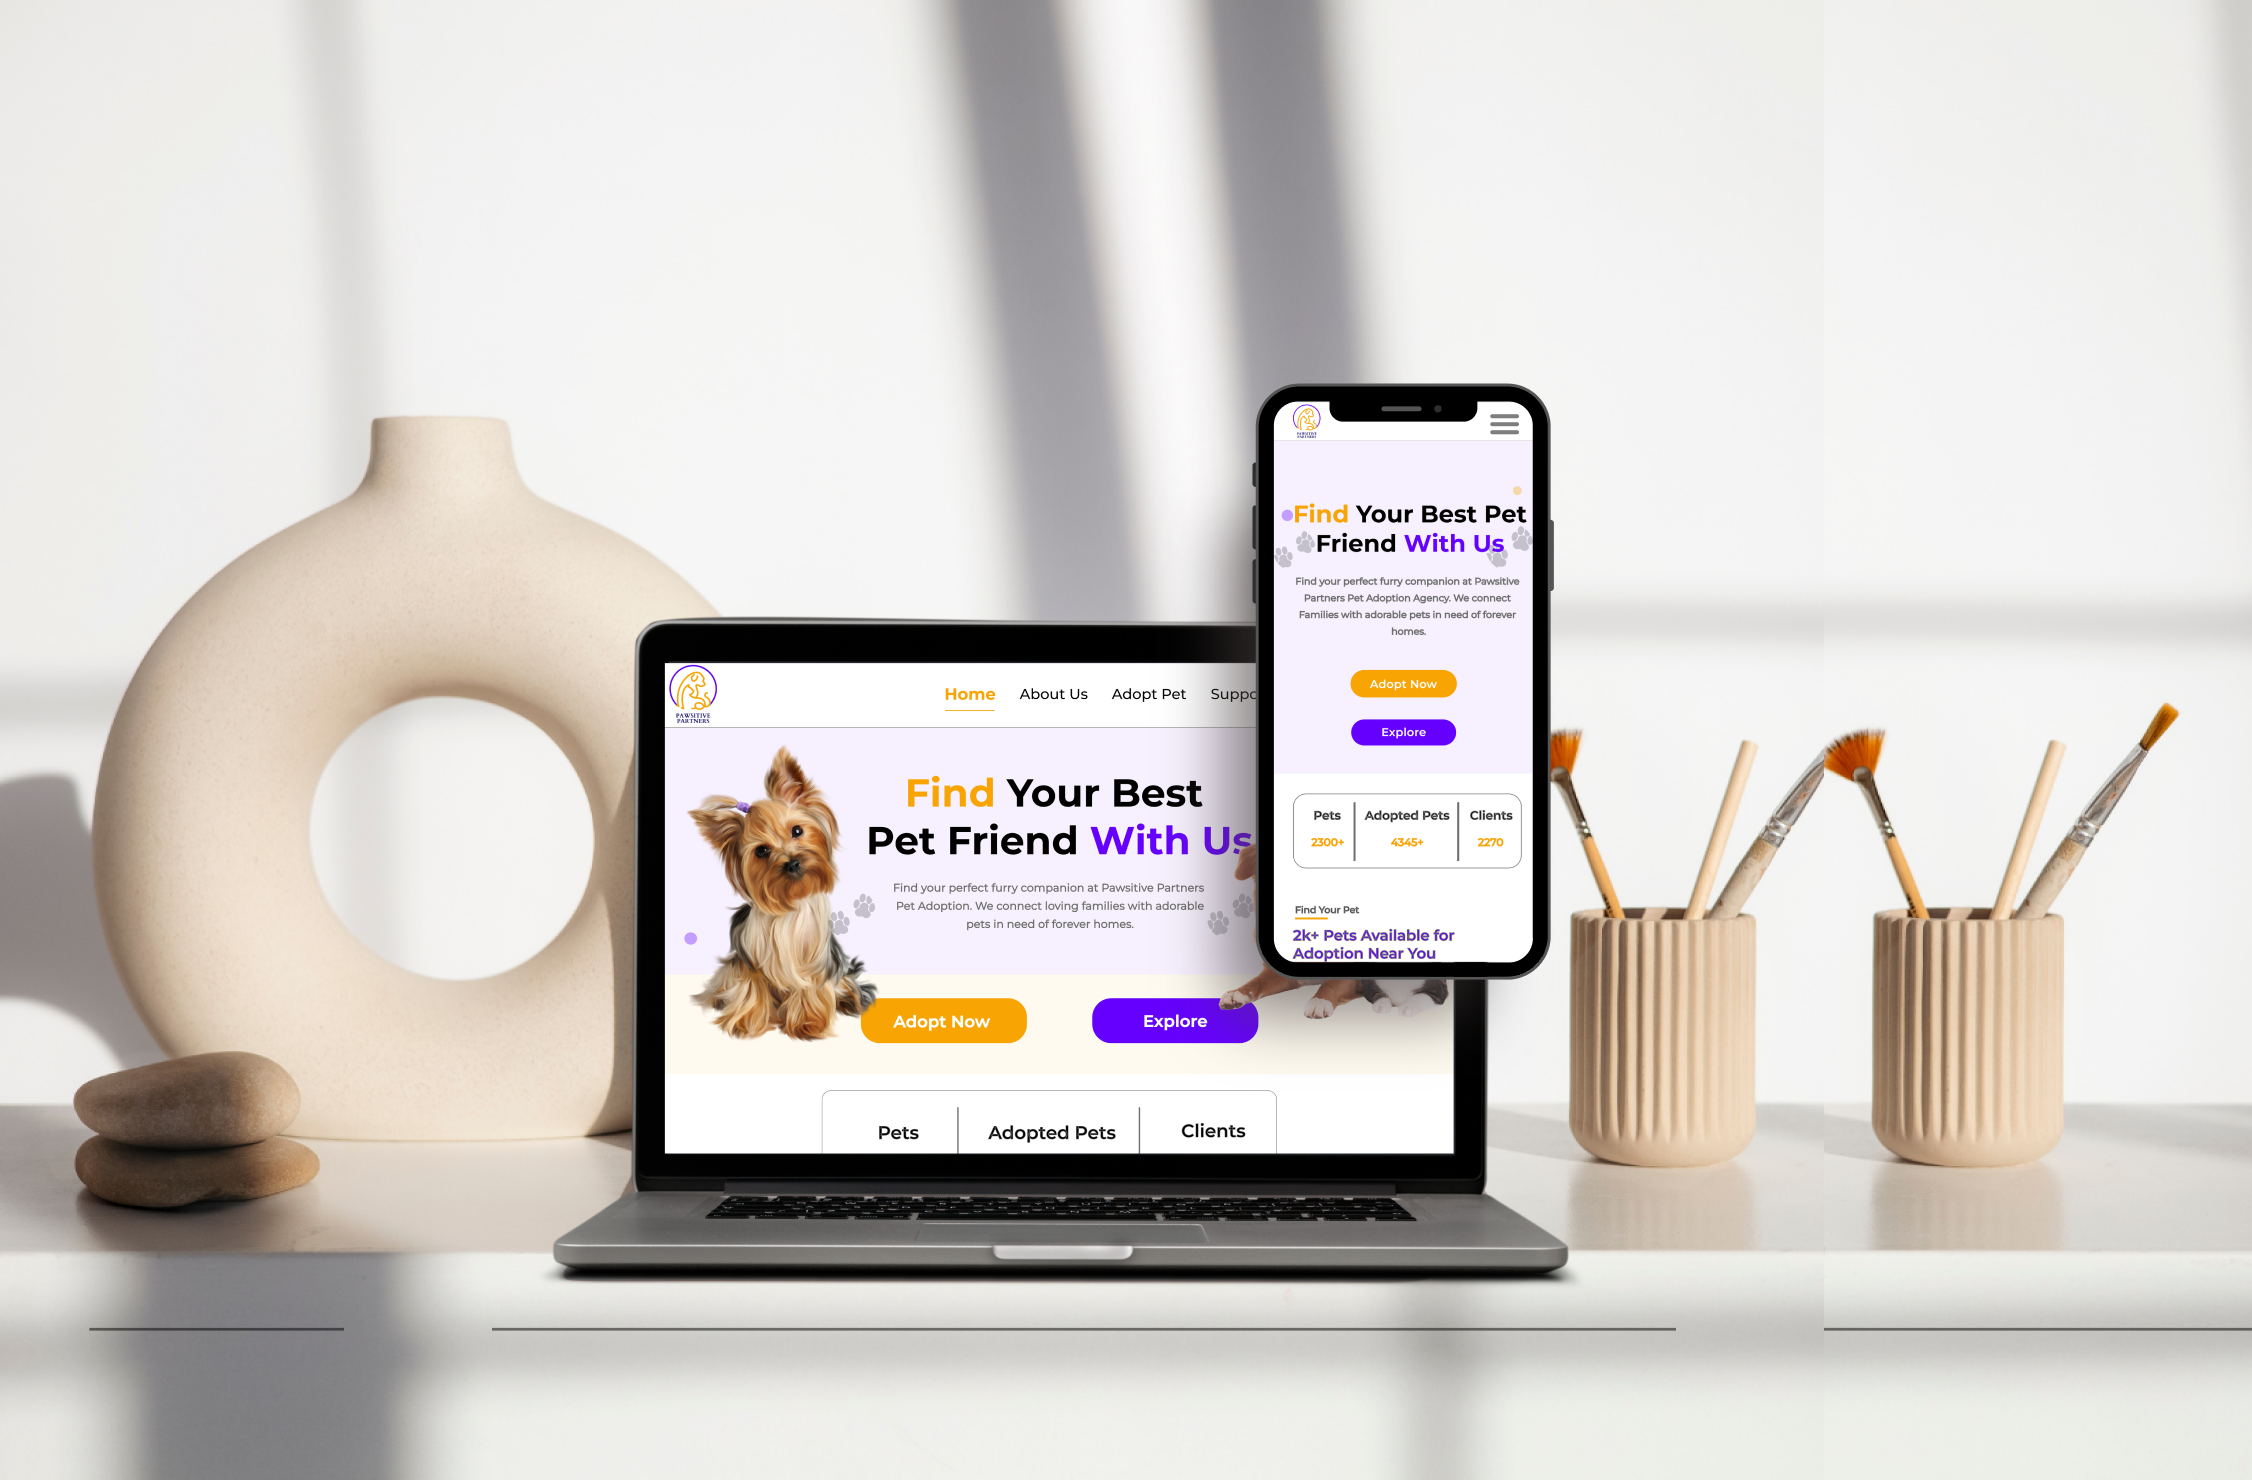 PAWSITIVE
PARTNERS
Home About Us Adopt Pet
Find Your Best
Pet Friend With Us
Find your perfect furry companion at Pawsitive Partners
Pet Adoption. We connect loving families with adorable
pets in need of forever homes.
Adopt Now Explore
Pets Adopted Pets Clients
PAWSITIVE
PARTNERS
Find Your Best Pet
Friend With Us
Find your perfect furry companion at Pawsitive
Partners Pet Adoption Agency. We connect
Families with adorable pets in need of forever
homes.
Adopt Now
Explore
Pets Adopted Pets Clients
2300+ 4345+ 2270
Find Your Pet
2k+ Pets Available for
Adoption Near You